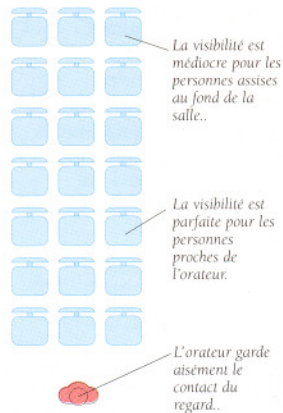 La visibilité est
médiocre pour les
personnes assises
au fond de la
salle..
La visibilité est
parfaite pour les
personnes
proches de
l'orateur.
L'orateur garde
aisément le
contact du
regard..